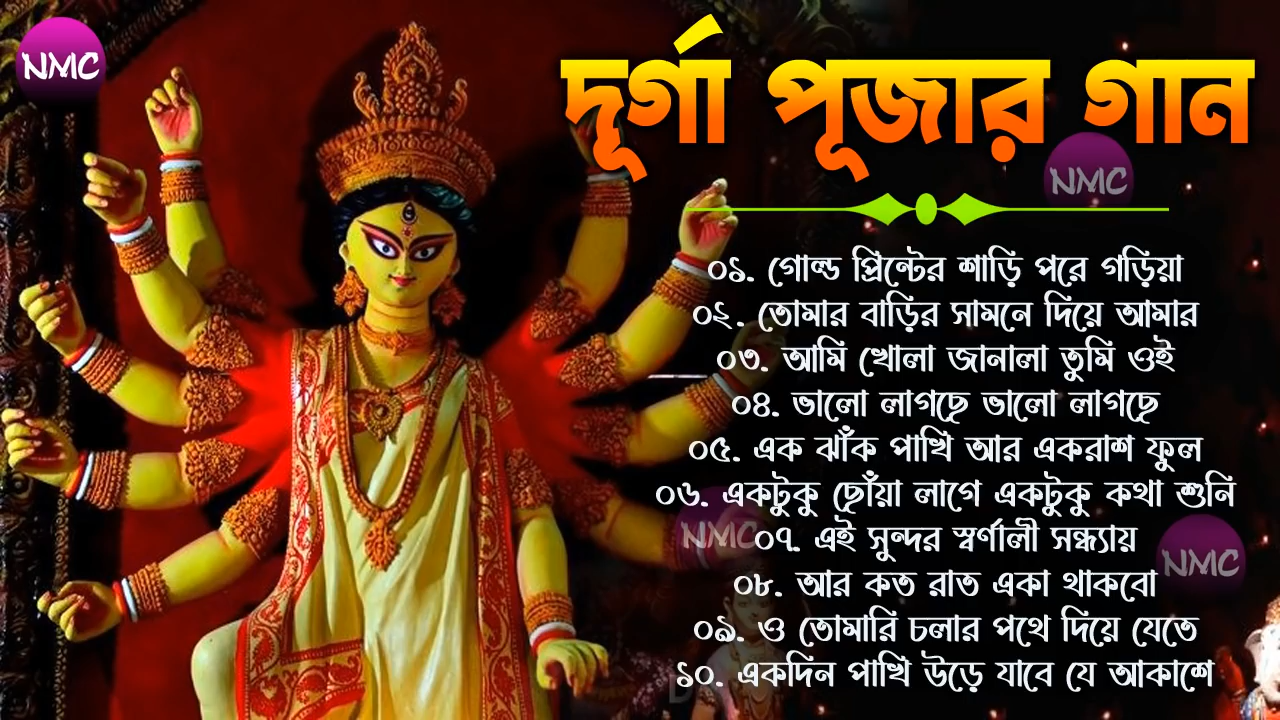 NMC
দূর্গা পূজার গান
NMC
০১. গোল্ড প্রিন্টের শাড়ি পরে গড়িয়া
০২. তোমার বাড়ির সামনে দিয়ে আমার
০৩. আমি খোলা জানালা তুমি ওই
০৪. ভালো লাগছে ভালো লাগছে
০৫. এক ঝাঁক পাখি আর একরাশ ফুল
০৬. একটুকু ছোঁয়া লাগে একটুকু কথা শুনি
NMC
০৭. এই সুন্দর স্বর্ণালী সন্ধ্যায়
NMC
০৮. আর কত রাত একা থাকবো
০৯. ও তোমারি চলার পথে দিয়ে যেতে
১০. একদিন পাখি উড়ে যাবে যে আকাশে